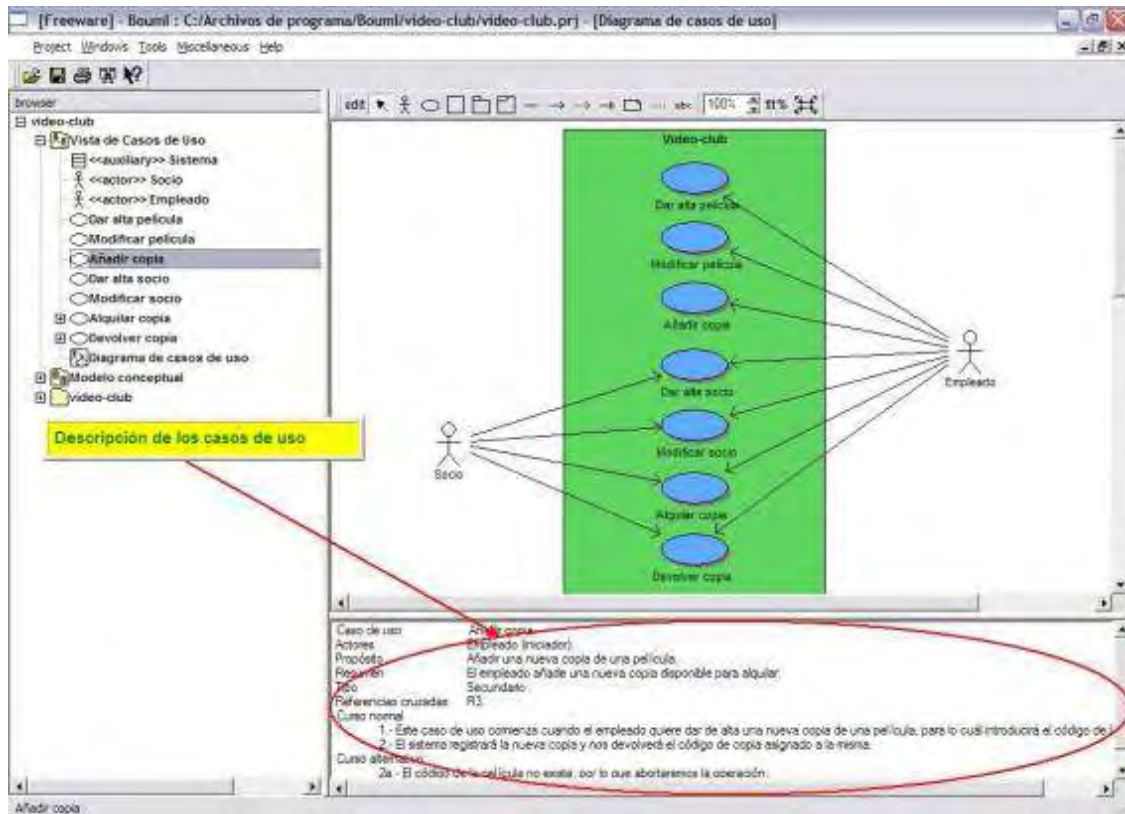 [Freeware] - Bouml : C:/Archivos de programa/Bouml/video-club/video-club.prj - [Diagrama de casos de uso]
Project Windows Tools Miscellaneous Help
browser
edit
abc
100%
fit%
video-club
Vista de Casos de Uso
<<auxiliary>> Sistema
<<actor>> Socio
<<actor>> Empleado
Dar alta película
Modificar película
Añadir copia
Dar alta socio
Modificar socio
Alquilar copia
Devolver copia
Diagrama de casos de uso
Modelo conceptual
video-club
Descripción de los casos de uso
Video-club
Dar alta película
Modificar película
Añadir copia
Dar alta socio
Modificar socio
Alquilar copia
Devolver copia
Socio
Empleado
Caso de uso Añadir copia
Actores Empleado (iniciador)
Propósito Añadir una nueva copia de una película.
Resumen El empleado añade una nueva copia disponible para alquilar
Tipo Secundario
Referencias cruzadas R3
Curso normal
1.- Este caso de uso comienza cuando el empleado quiere dar de alta una nueva copia de una película, para lo cuál introducirá el código de l
2.- El sistema registrará la nueva copia y nos devolverá el código de copia asignado a la misma.
Curso alternativo
2a.- El código de la película no exista, por lo que abortaremos la operación.
Añadir copia